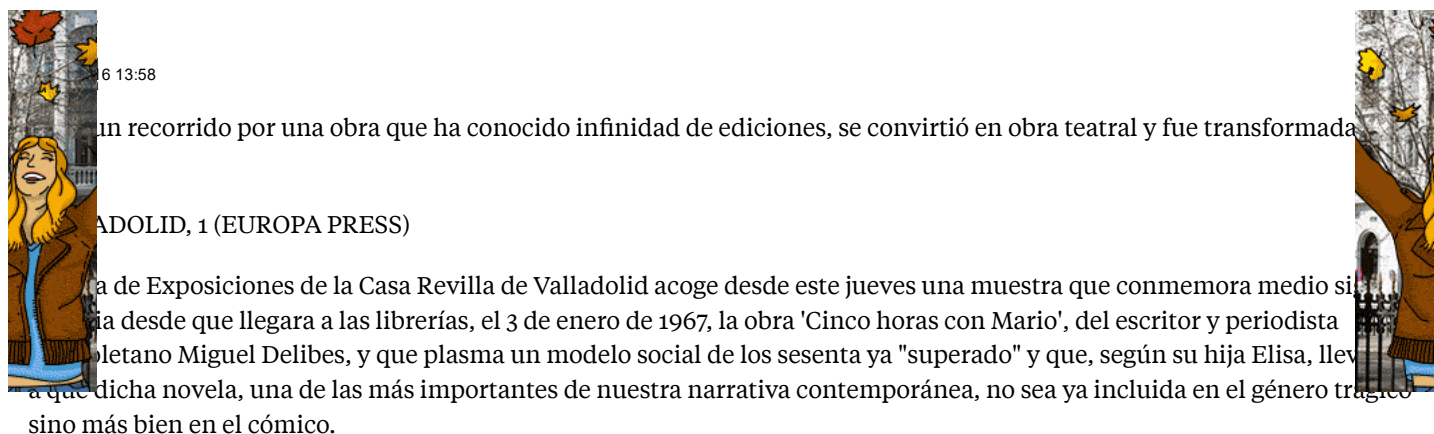 6 13:58
un recorrido por una obra que ha conocido infinidad de ediciones, se convirtió en obra teatral y fue transformada
ADOLID, 1 (EUROPA PRESS)
a de Exposiciones de la Casa Revilla de Valladolid acoge desde este jueves una muestra que conmemora medio si
ia desde que llegara a las librerías, el 3 de enero de 1967, la obra 'Cinco horas con Mario', del escritor y periodista
oletano Miguel Delibes, y que plasma un modelo social de los sesenta ya "superado" y que, según su hija Elisa, llev
a que dicha novela, una de las más importantes de nuestra narrativa contemporánea, no sea ya incluida en el género trágico
sino más bien en el cómico.